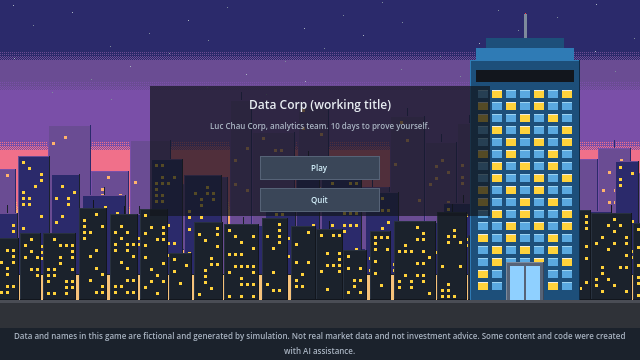 Data Corp (working title)
Luc Chau Corp, analytics team. 10 days to prove yourself.
Play
Quit
Data and names in this game are fictional and generated by simulation. Not real market data and not investment advice. Some content and code were created
with AI assistance.